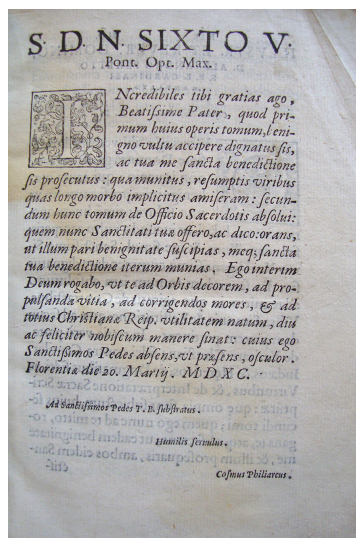 S. D. N. SIXTO V.
Pont. Opt. Max.
INcredibiles tibi gratias ago,
Beatissime Pater, quod pri-
mum huius operis tomum, beni-
gno vultu accipere dignatus sis,
ac tua me sancta benedictione
sis prosecutus: qua munitus, resumptis viribus
quas longo morbo implicitus amiseram: secun-
dum hunc tomum de Officio Sacerdotis absolui:
quem nunc Sanctitati tuæ offero, ac dico: orans,
ut illum pari benignitate suscipias, meq; sancta
tua benedictione iterum munias. Ego interim
Deum rogabo, vt te ad Orbis decorem, ad pro-
pulsanda vitia, ad corrigendos mores, & ad
totius Christianæ Reip. vtilitatem natum, diu
ac feliciter nobiscum manere sinat: cuius ego
Sanctissimos Pedes absens, vt præsens, osculor.
Florentiæ die 20. Martij. MDXC.
Ad Sanctissimos Pedes T. B. substratus.
Humilis seruulus.
Cosmus Philiarcus.